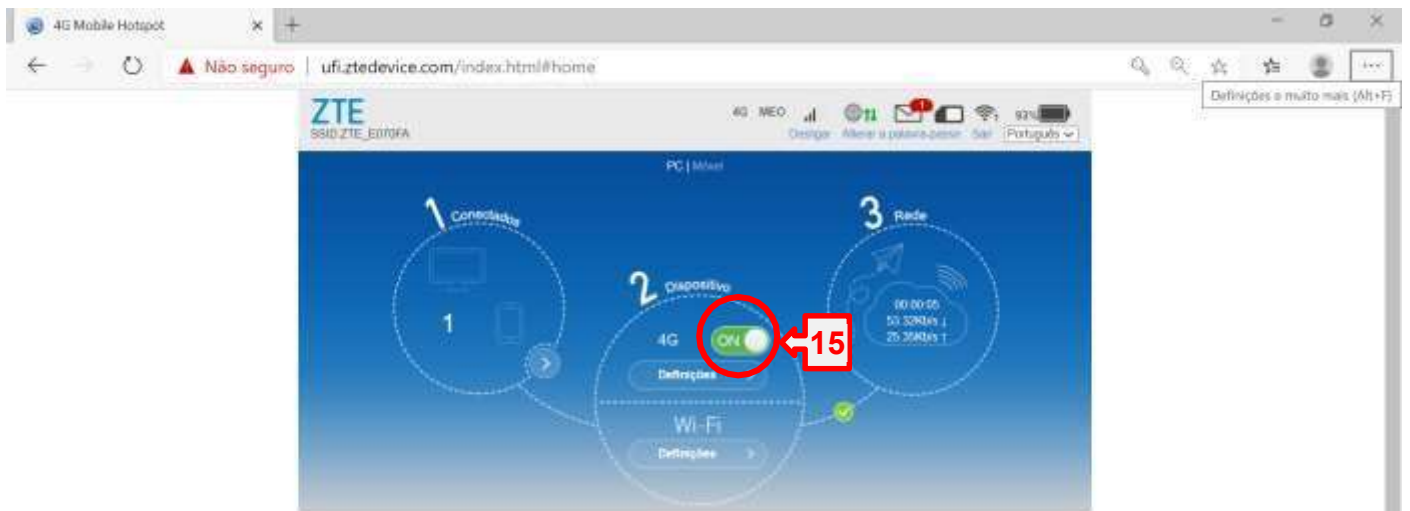 4G Mobile Hotspot
Não seguro | ufi.ztedevice.com/index.html#home
Definições e muito mais (Alt+F)
ZTE
SSID ZTE_E070FA
4G MEO 1 93%
Desligar Alterar a palavra-passe Sair Português
PC | Móvel
1 Conectados
3 Rede
2 Dispositivo
1
00:00:05
53.32Kb/s ↓
25.35Kb/s ↑
4G ON
15
Definições >
Wi-Fi
Definições >